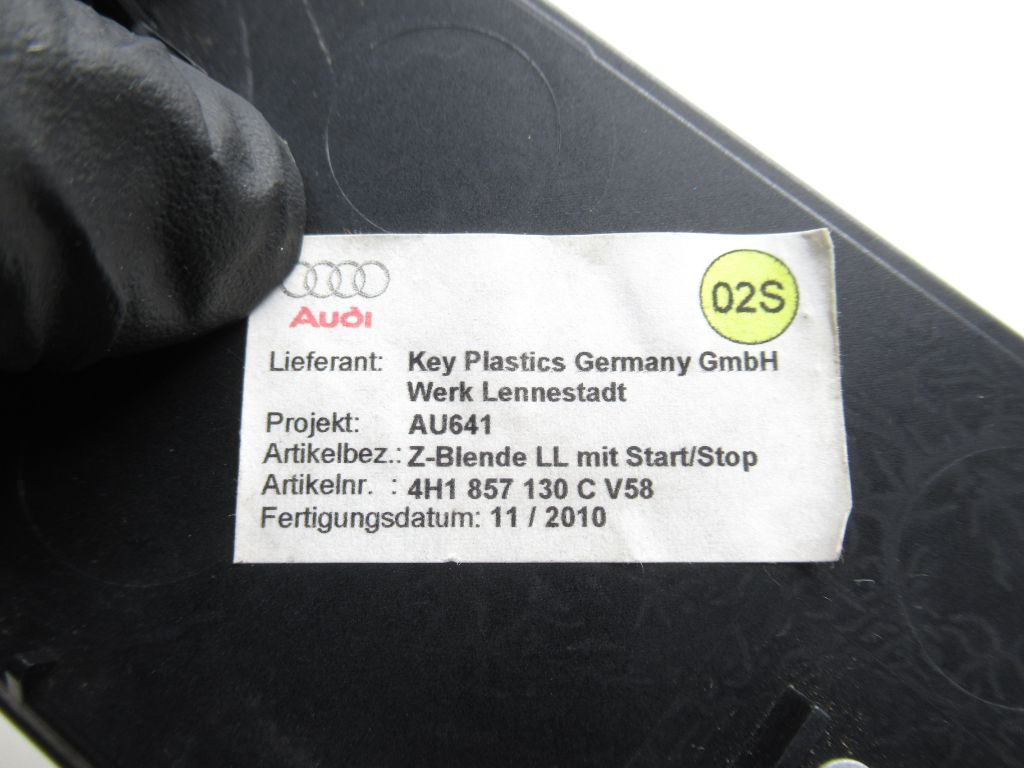 Audi
02S
Lieferant: Key Plastics Germany GmbH
Werk Lennestadt
Projekt: AU641
Artikelbez.: Z-Blende LL mit Start/Stop
Artikelnr. : 4H1 857 130 C V58
Fertigungsdatum: 11 / 2010